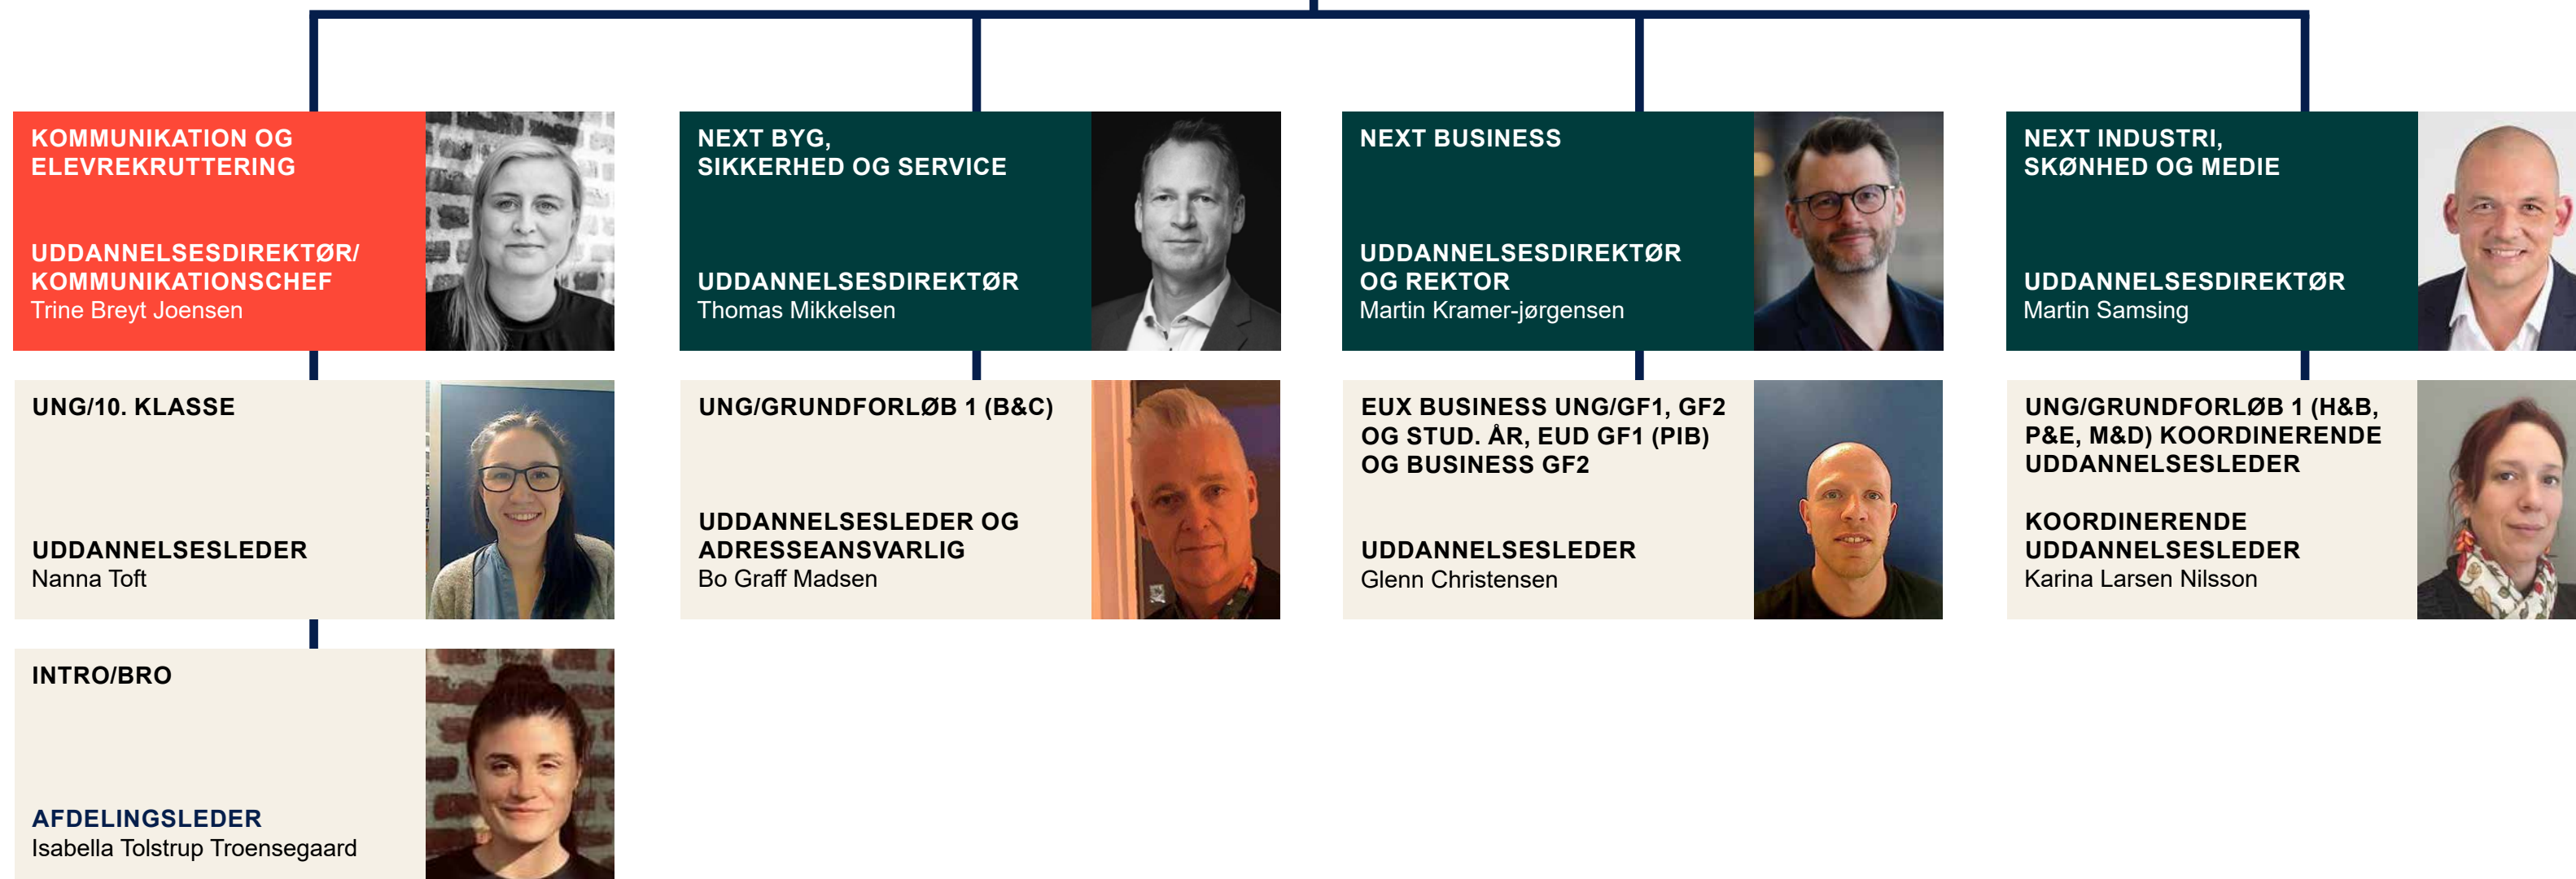 KOMMUNIKATION OG
ELEVREKRUTTERING
UDDANNELSESDIREKTØR/
KOMMUNIKATIONSCHEF
Trine Breyt Joensen
NEXT BYG,
SIKKERHED OG SERVICE
UDDANNELSESDIREKTØR
Thomas Mikkelsen
NEXT BUSINESS
UDDANNELSESDIREKTØR
OG REKTOR
Martin Kramer-jørgensen
NEXT INDUSTRI,
SKØNHED OG MEDIE
UDDANNELSESDIREKTØR
Martin Samsing
UNG/10. KLASSE
UDDANNELSESLEDER
Nanna Toft
UNG/GRUNDFORLØB 1 (B&C)
UDDANNELSESLEDER OG
ADRESSEANSVARLIG
Bo Graff Madsen
EUX BUSINESS UNG/GF1, GF2
OG STUD. ÅR, EUD GF1 (PIB)
OG BUSINESS GF2
UDDANNELSESLEDER
Glenn Christensen
UNG/GRUNDFORLØB 1 (H&B,
P&E, M&D) KOORDINERENDE
UDDANNELSESLEDER
KOORDINERENDE
UDDANNELSESLEDER
Karina Larsen Nilsson
INTRO/BRO
AFDELINGSLEDER
Isabella Tolstrup Troensegaard